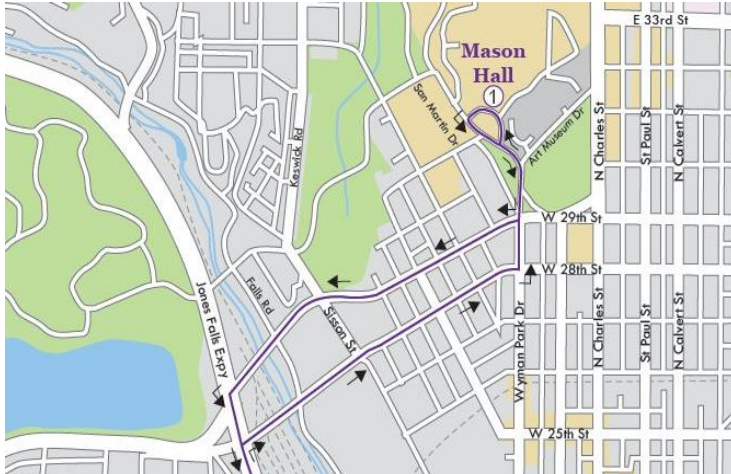 E 33rd St
Mason
Hall
1
San Martin Dr
Art Museum Dr
N Charles St
St Paul St
N Calvert St
Keswick Rd
W 29th St
W 28th St
Jones Falls Expy
Falls Rd
Sisson St
Wyman Park Dr
N Charles St
St Paul St
N Calvert St
W 25th St